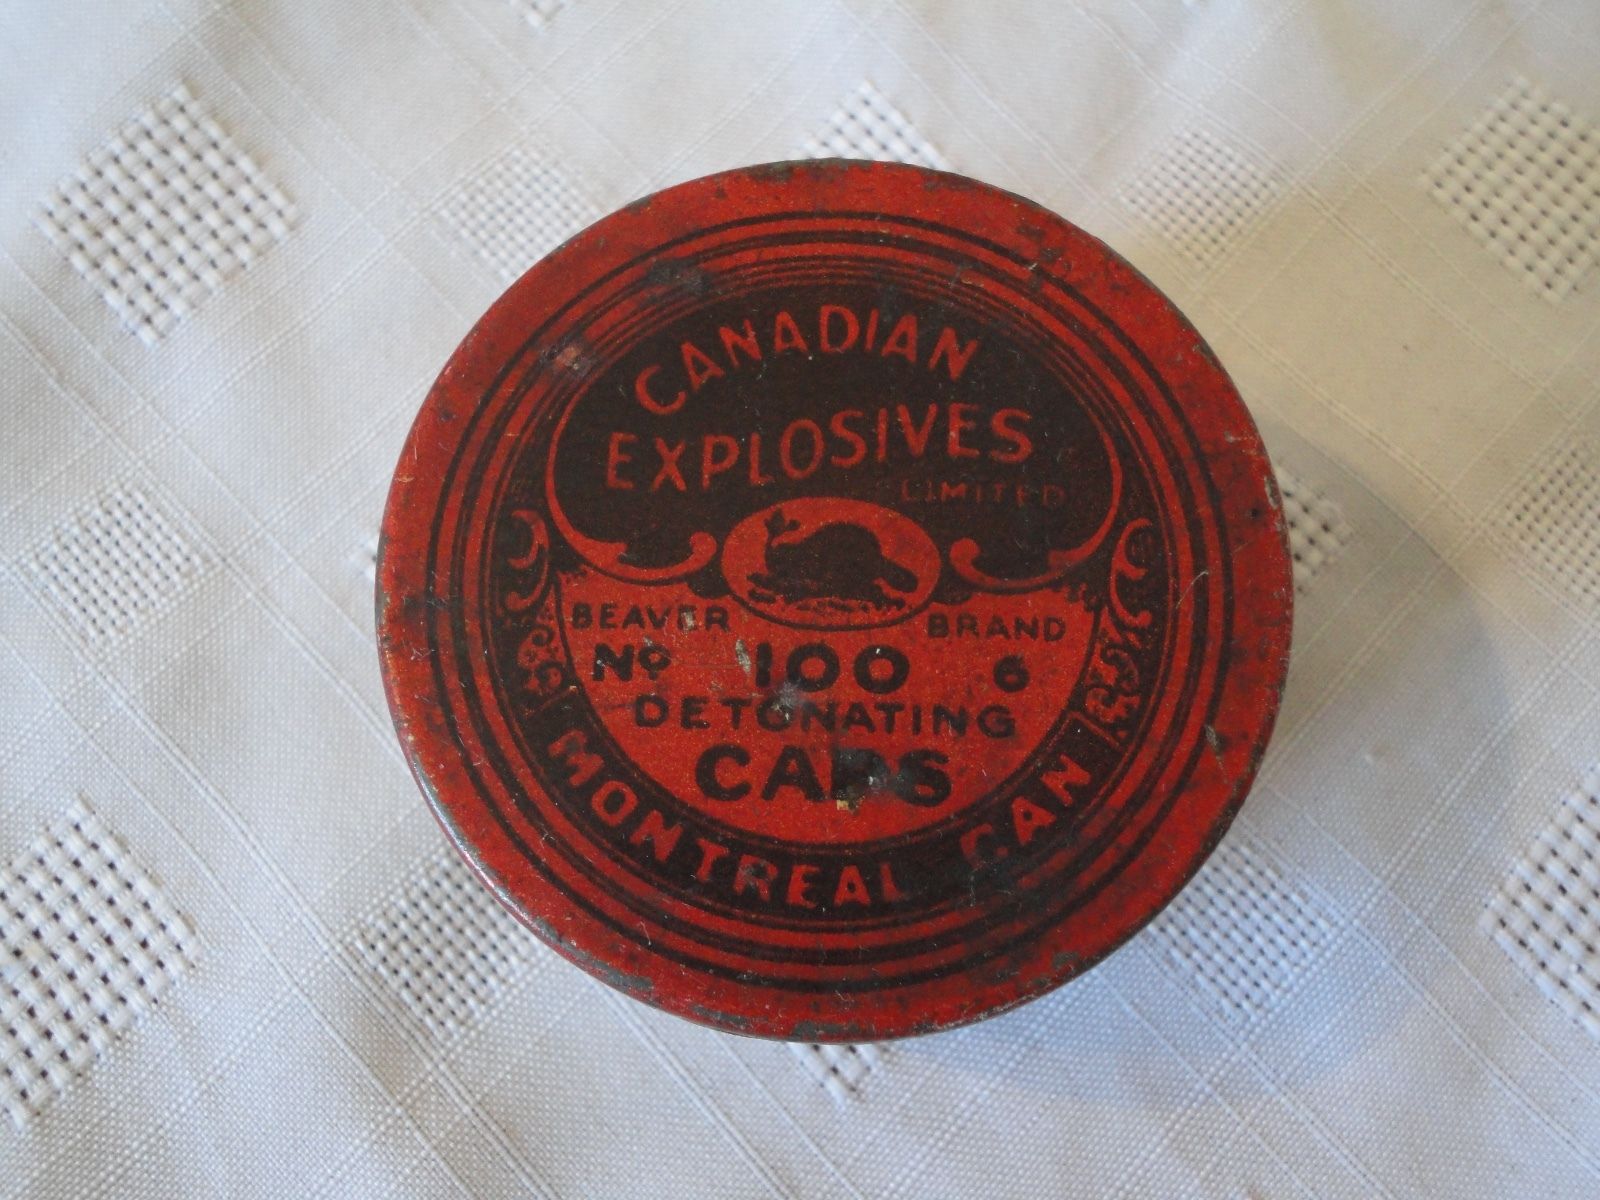 CANADIAN
EXPLOSIVES
LIMITED
BEAVER BRAND
Nº 100 6
DETONATING
CAPS
MONTREAL CAN